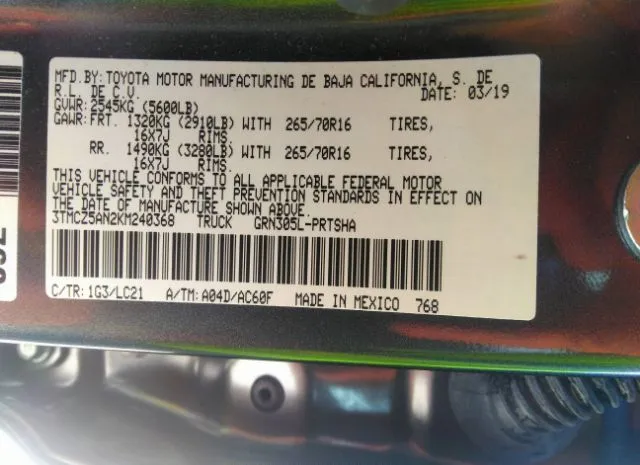 MFD.BY:TOYOTA MOTOR MANUFACTURING DE BAJA CALIFORNIA, S. DE
R.L. DE C.V. DATE: 03/19
GVWR:2545KG (5600LB)
GAWR:FRT. 1320KG (2910LB) WITH 265/70R16 TIRES,
16X7J RIMS
RR. 1490KG (3280LB) WITH 265/70R16 TIRES,
16X7J RIMS
THIS VEHICLE CONFORMS TO ALL APPLICABLE FEDERAL MOTOR
VEHICLE SAFETY AND THEFT PREVENTION STANDARDS IN EFFECT ON
THE DATE OF MANUFACTURE SHOWN ABOVE.
3TMCZ5AN2KM240368 TRUCK GRN305L-PRTSHA
C/TR:1G3/LC21 A/TM:A04D/AC60F MADE IN MEXICO 768